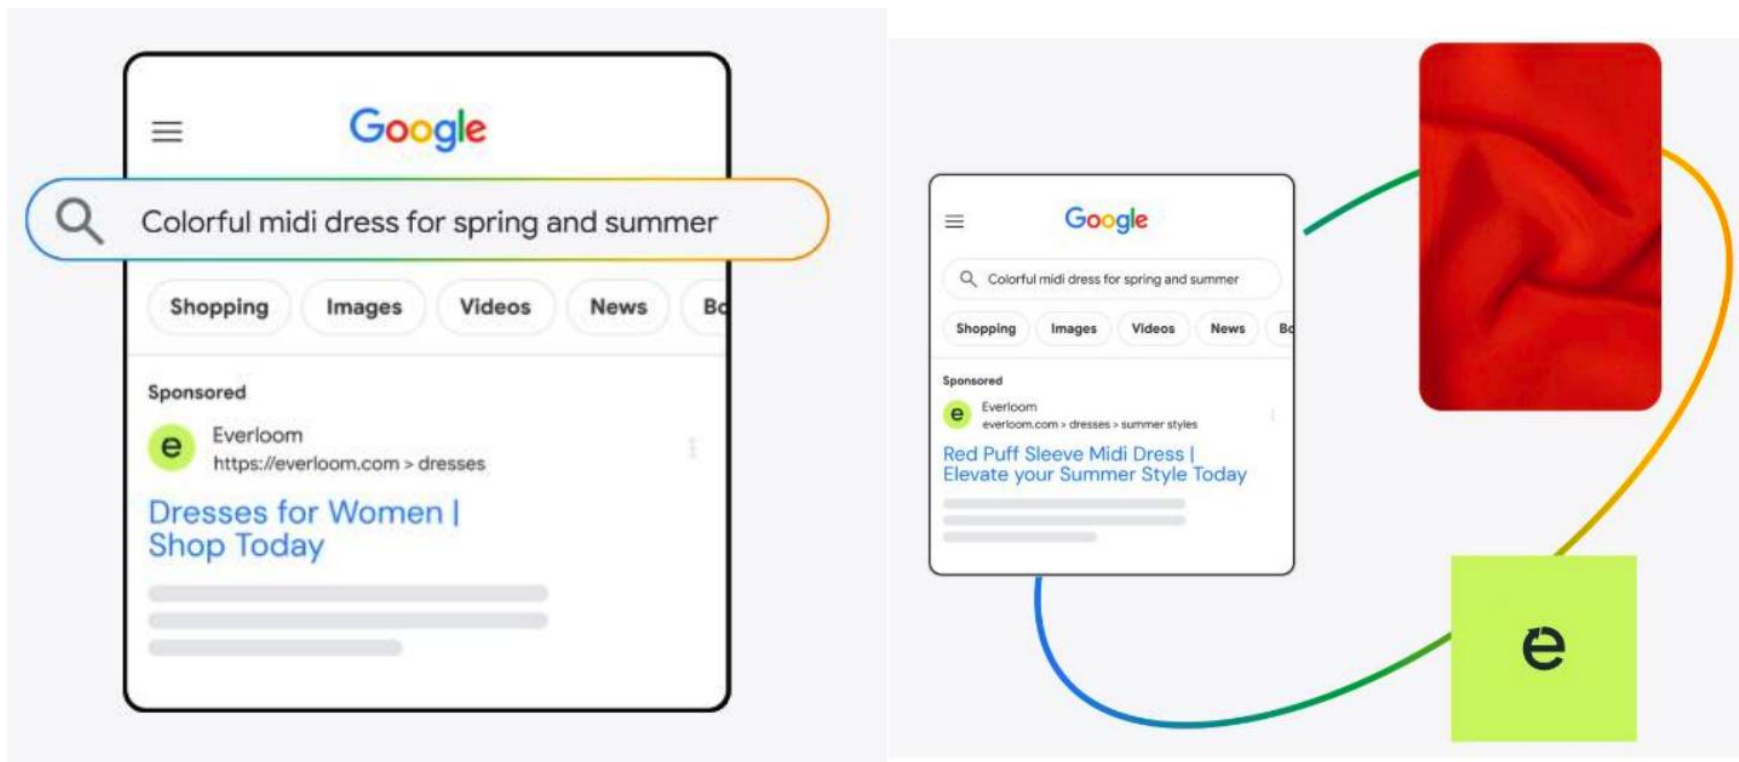 Google
Colorful midi dress for spring and summer
Shopping Images Videos News Bo
Sponsored
e
Everloom
https://everloom.com > dresses
Dresses for Women |
Shop Today
Google
Colorful midi dress for spring and summer
Shopping Images Videos News Bo
Sponsored
e
Everloom
everloom.com > dresses > summer styles
Red Puff Sleeve Midi Dress |
Elevate your Summer Style Today
e